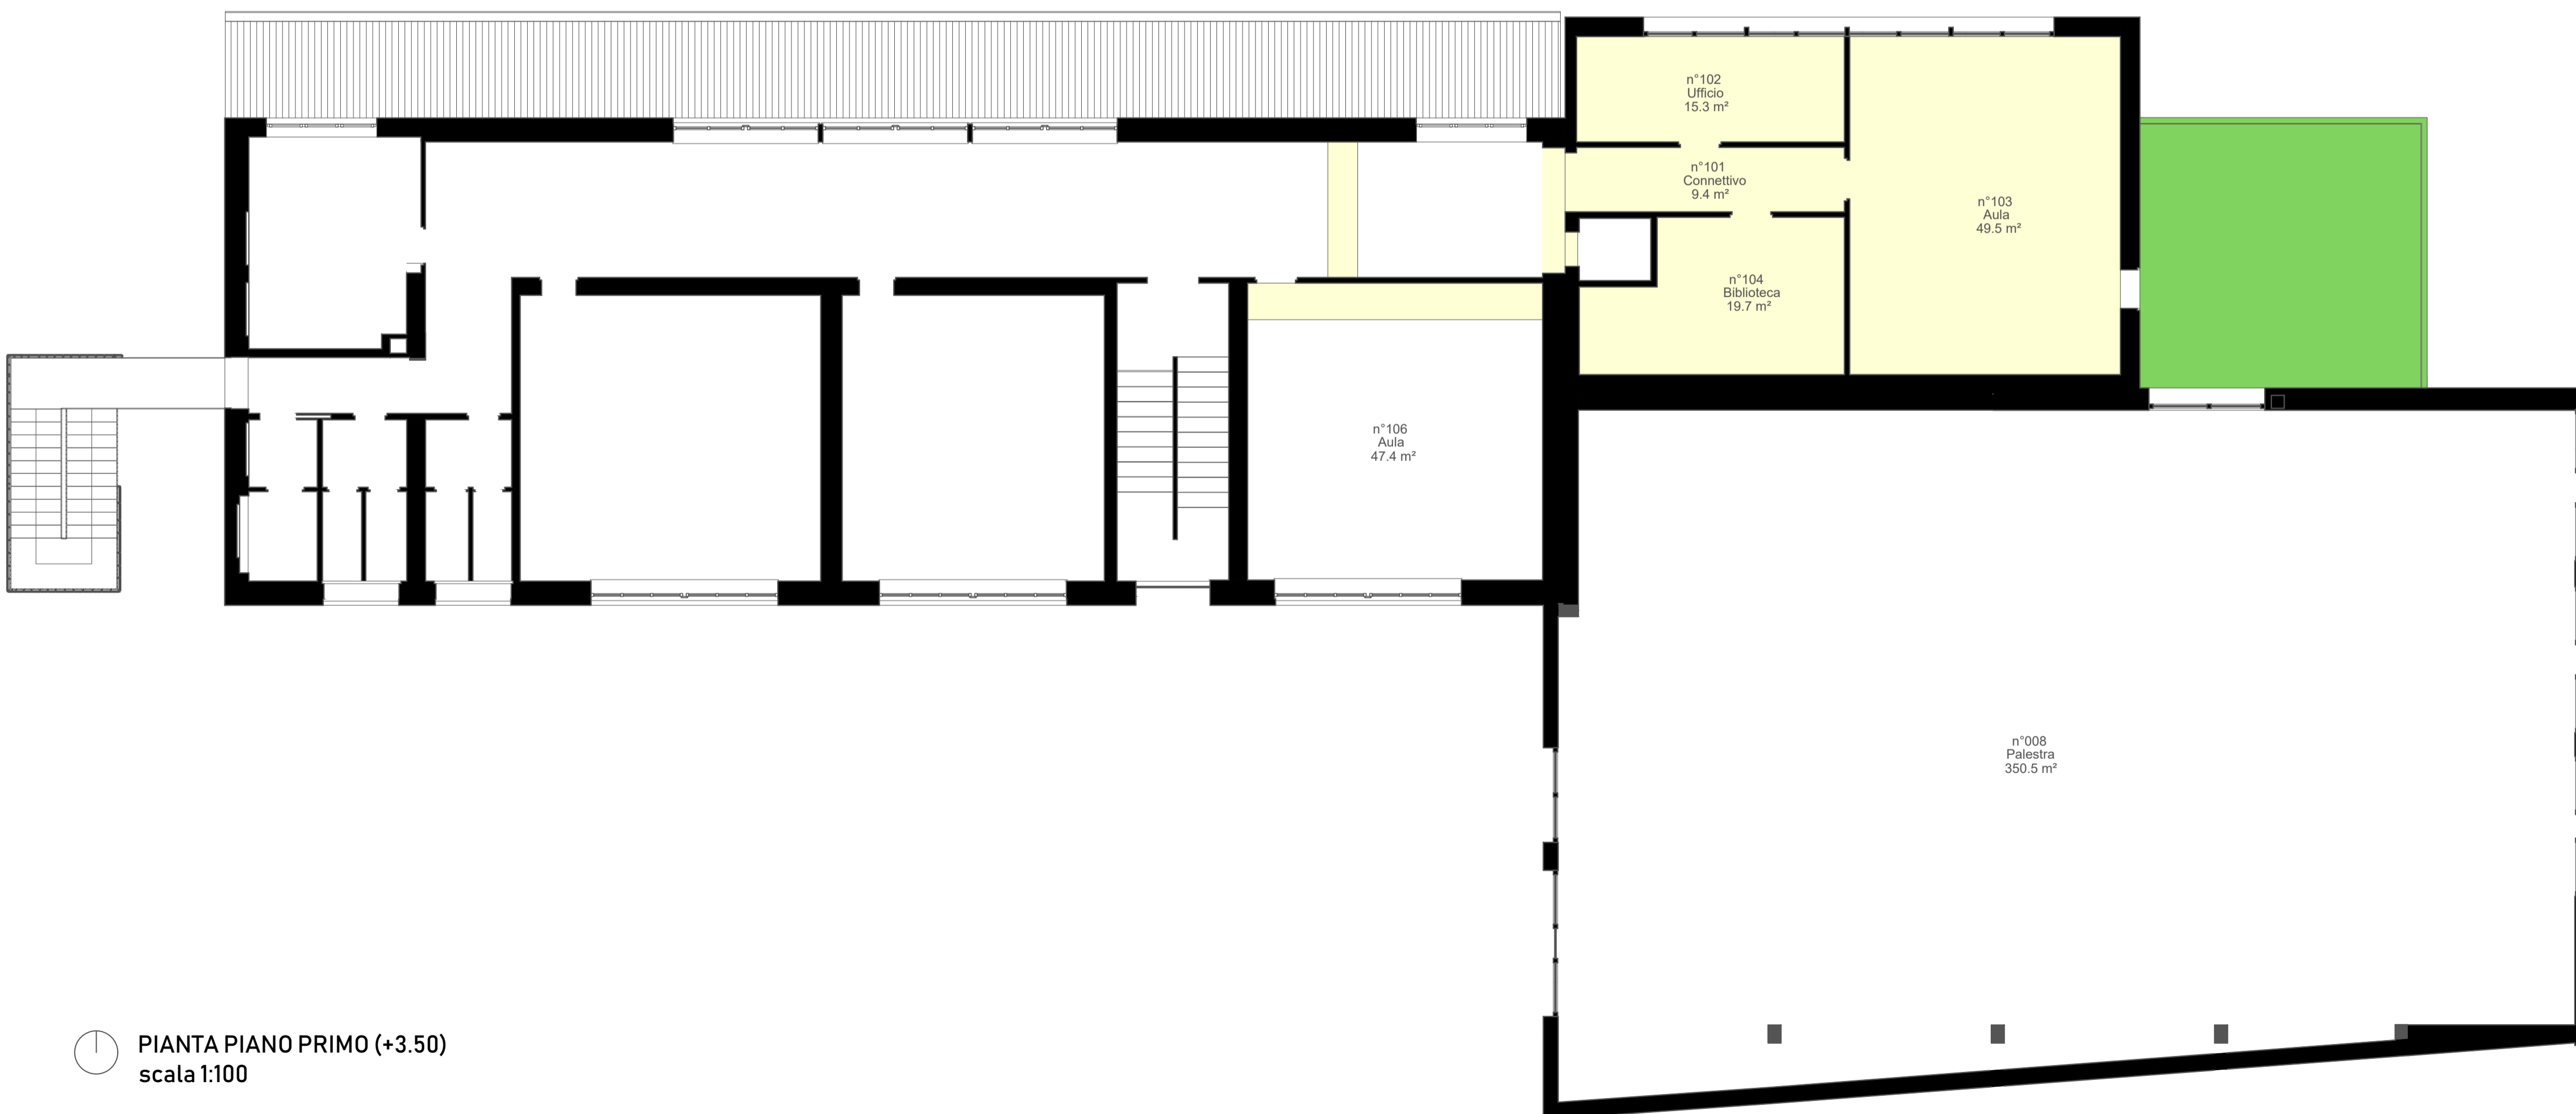 n°102
Ufficio
15.3 m²
n°101
Connettivo
9.4 m²
n°103
Aula
49.5 m²
n°104
Biblioteca
19.7 m²
n°106
Aula
47.4 m²
n°008
Palestra
350.5 m²
PIANTA PIANO PRIMO (+3.50)
scala 1:100